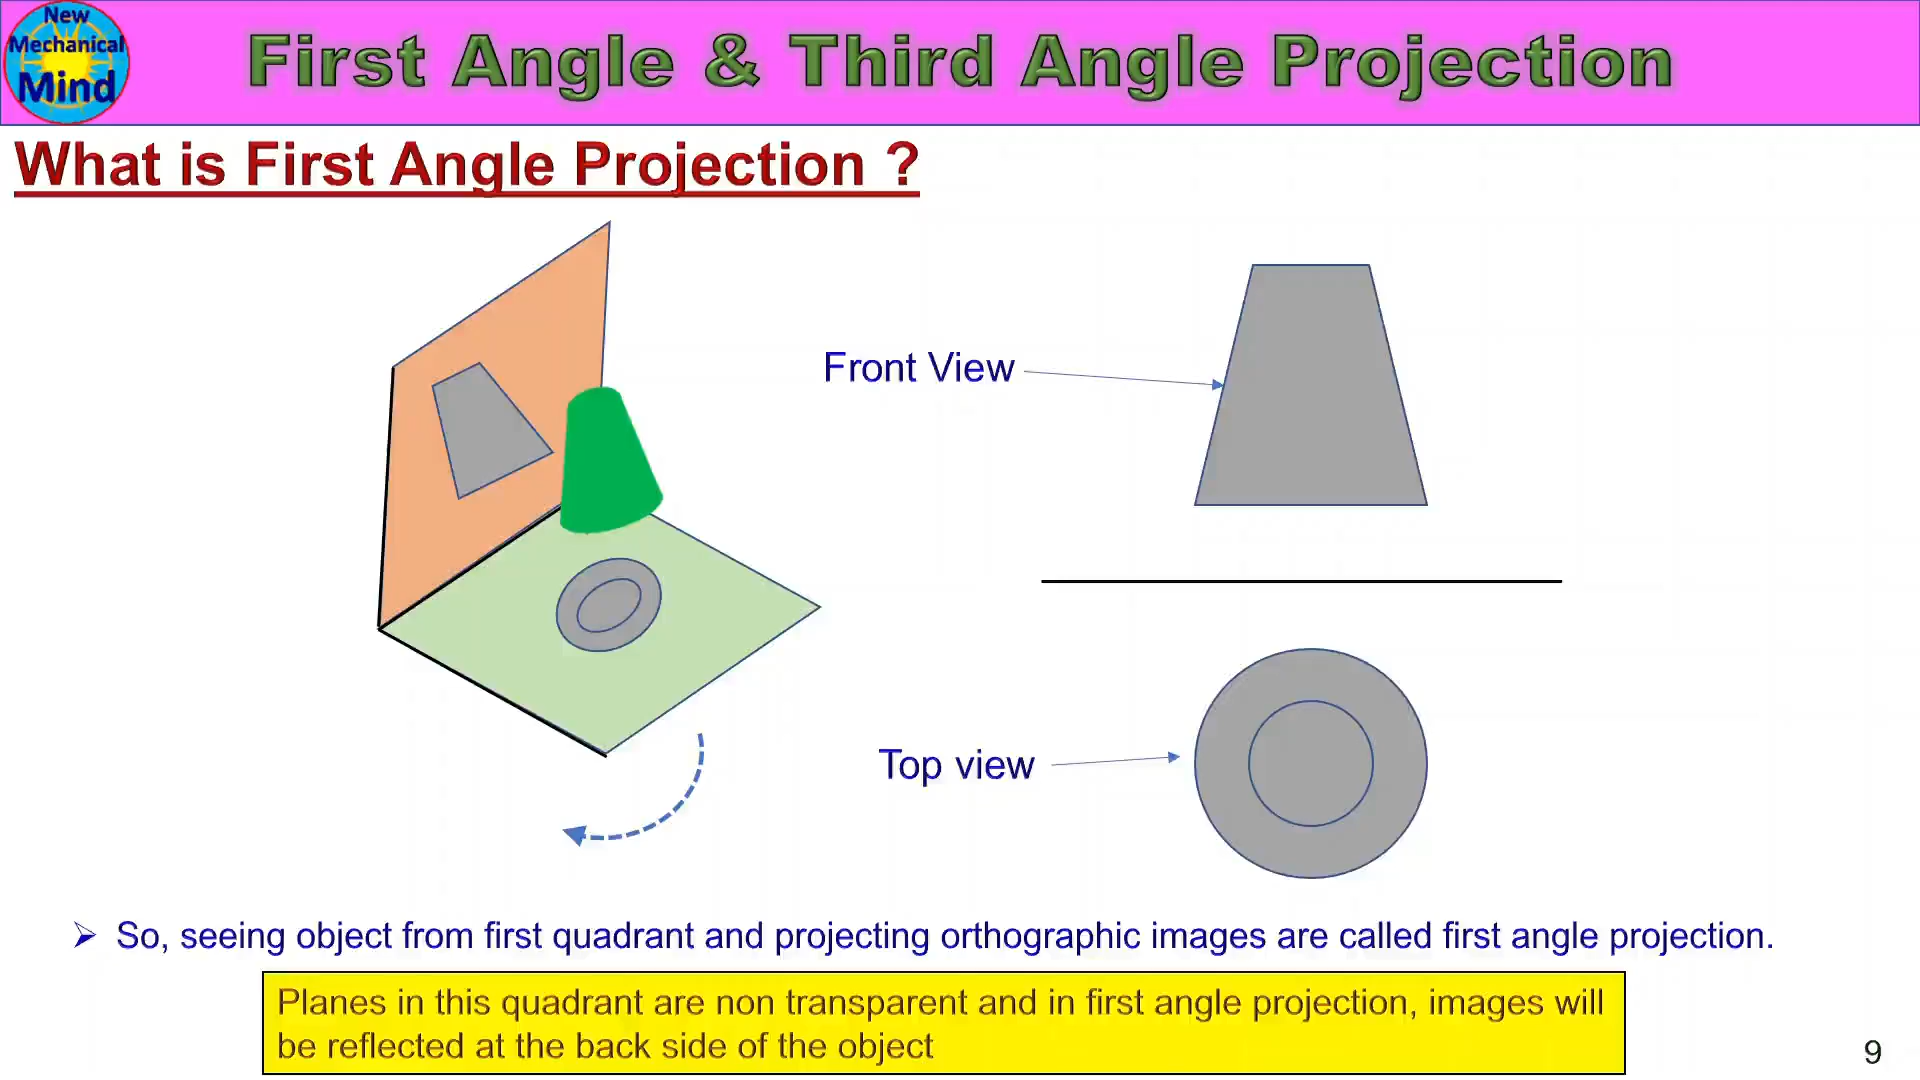 New
Mechanical
Mind
First Angle & Third Angle Projection
What is First Angle Projection ?
Front View
Top view
So, seeing object from first quadrant and projecting orthographic images are called first angle projection.
Planes in this quadrant are non transparent and in first angle projection, images will
be reflected at the back side of the object
9